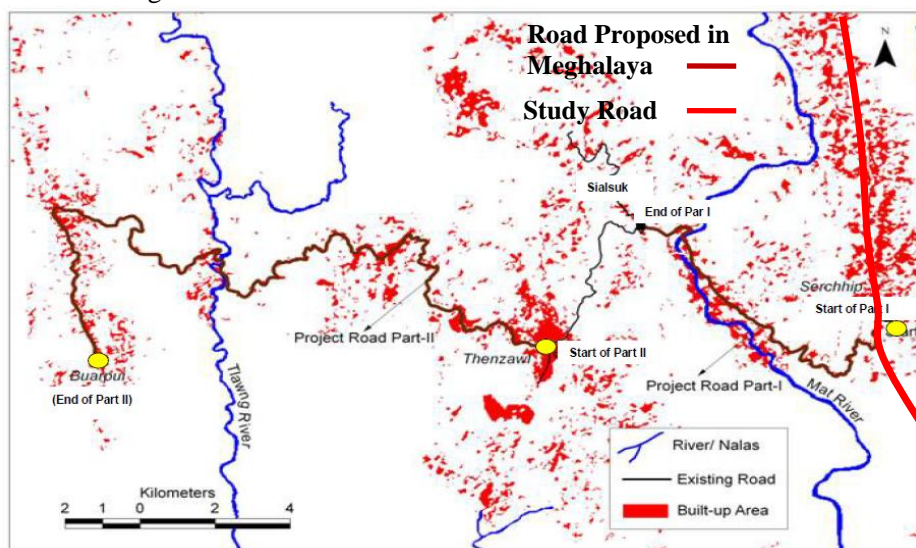 Road Proposed in
Meghalaya
Study Road
N
Sialsuk
End of Par I
Serchhip
Start of Part I
Project Road Part-II
Thenzawl
Start of Part II
Project Road Part-I
Mat River
Buarpui
(End of Part II)
Tlawng River
River/ Nalas
Existing Road
Built-up Area
Kilometers
2 1 0 2 4